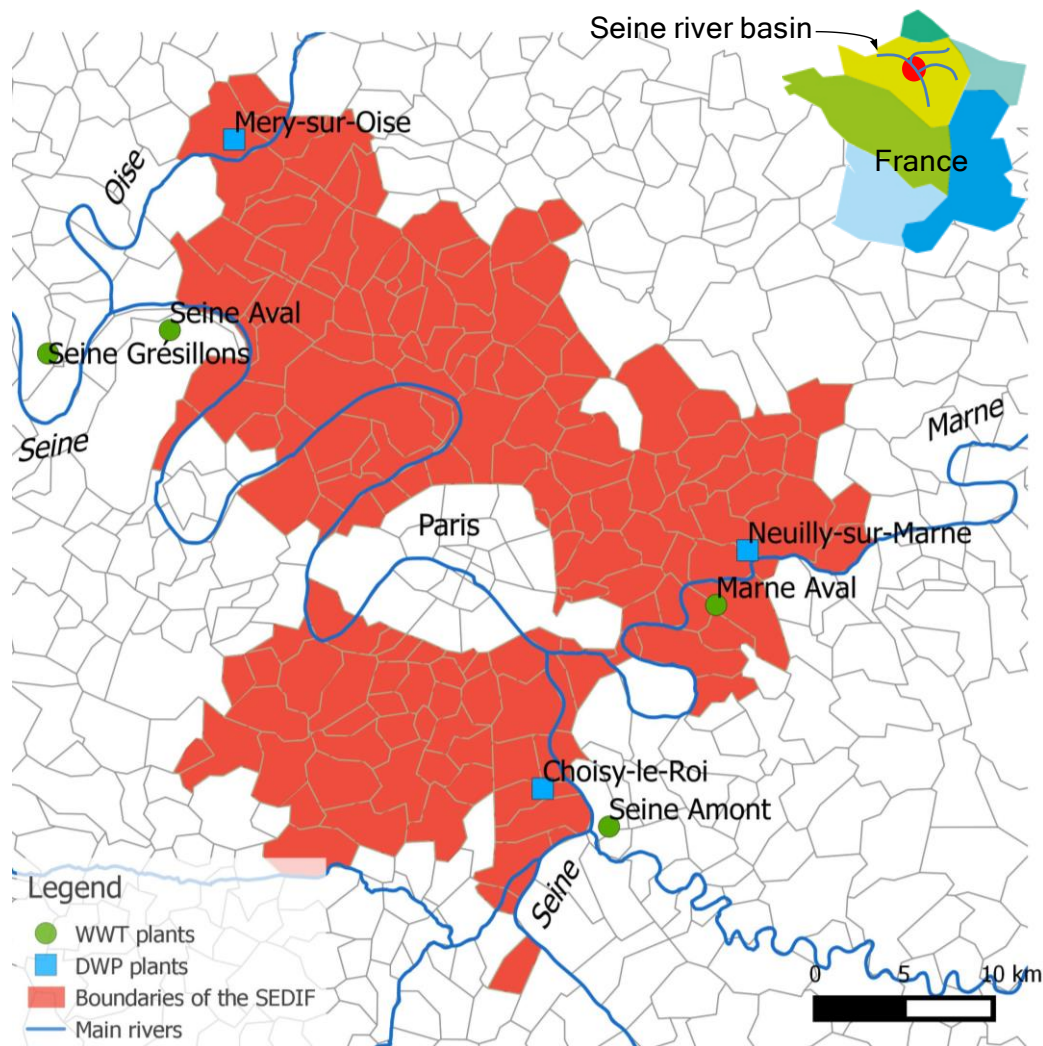 Seine river basin
France
Mery-sur-Oise
Oise
Seine Aval
Seine Grésillons
Seine
Marne
Paris
Neuilly-sur-Marne
Marne Aval
Choisy-le-Roi
Seine Amont
Seine
Legend
WWT plants
DWP plants
Boundaries of the SEDIF
Main rivers
0 5 10 km